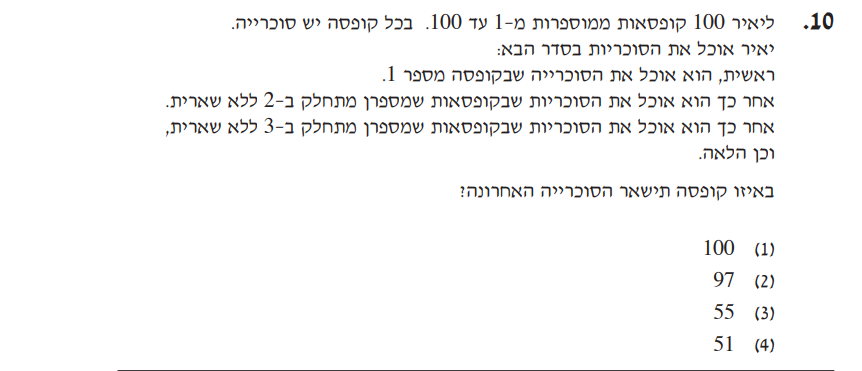 10. ליאיר 100 קופסאות ממוספרות מ-1 עד 100. בכל קופסה יש סוכרייה.
יאיר אוכל את הסוכריות בסדר הבא:
ראשית, הוא אוכל את הסוכרייה שבקופסה מספר 1.
אחר כך הוא אוכל את הסוכריות שבקופסאות שמספרן מתחלק ב-2 ללא שארית.
אחר כך הוא אוכל את הסוכריות שבקופסאות שמספרן מתחלק ב-3 ללא שארית,
וכן הלאה.
באיזו קופסה תישאר הסוכרייה האחרונה?
(1) 100
(2) 97
(3) 55
(4) 51